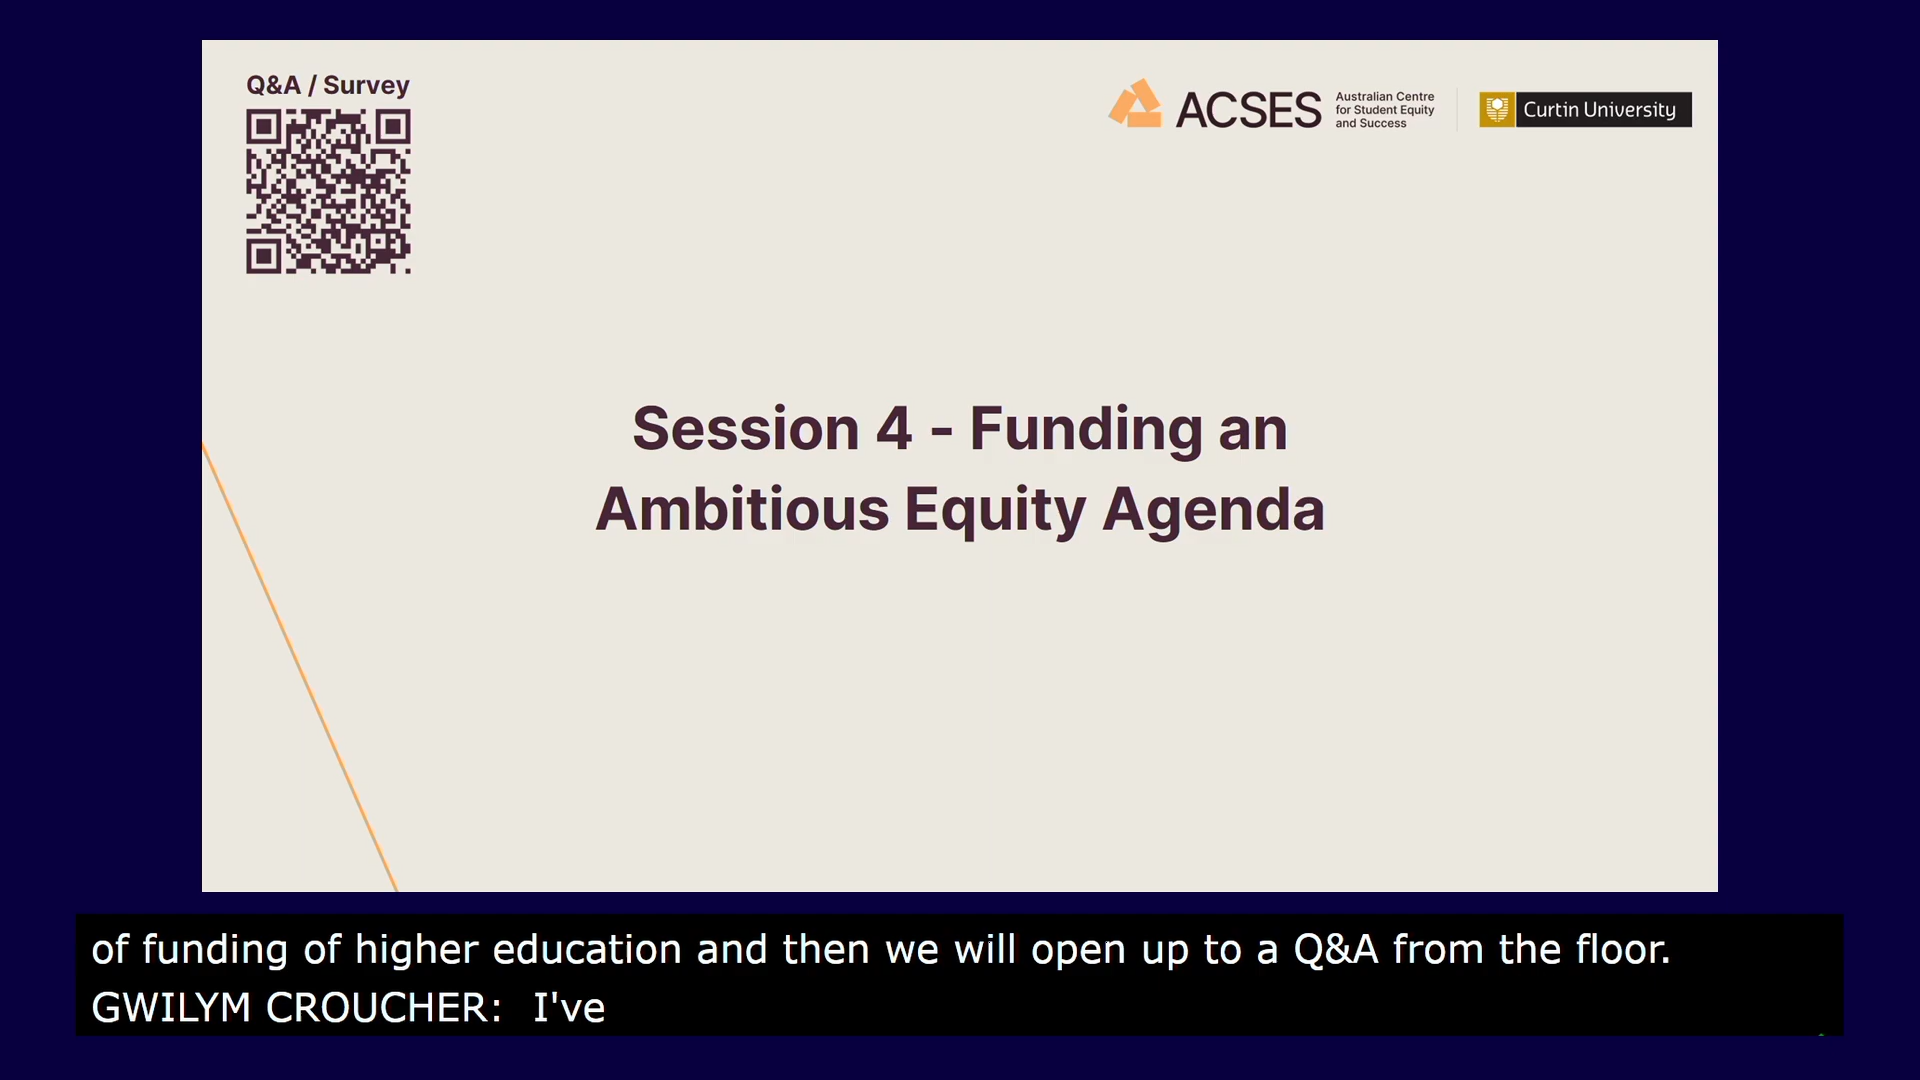 Q&A / Survey
ACSES
Australian Centre
for Student Equity
and Success
Curtin University
Session 4 - Funding an
Ambitious Equity Agenda
of funding of higher education and then we will open up to a Q&A from the floor.
GWILYM CROUCHER:  I've